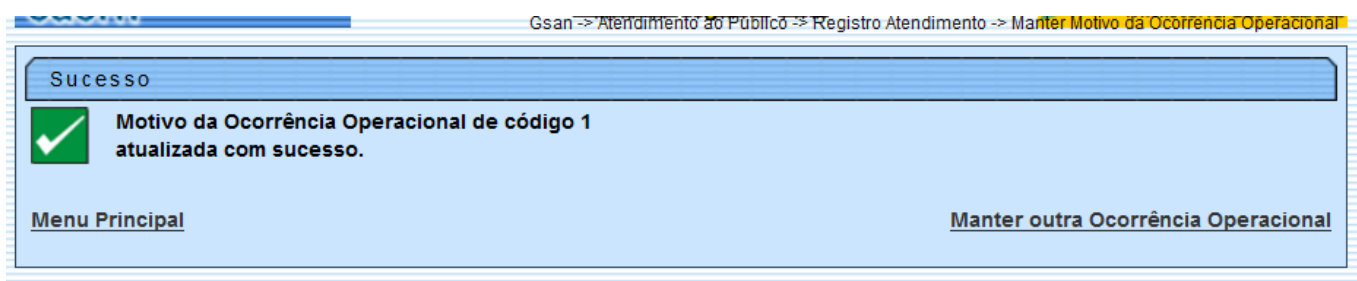 Gsan -> Atendimento ao Público -> Registro Atendimento -> Manter Motivo da Ocorrência Operacional
Sucesso
Motivo da Ocorrência Operacional de código 1
atualizada com sucesso.
Menu Principal
Manter outra Ocorrência Operacional